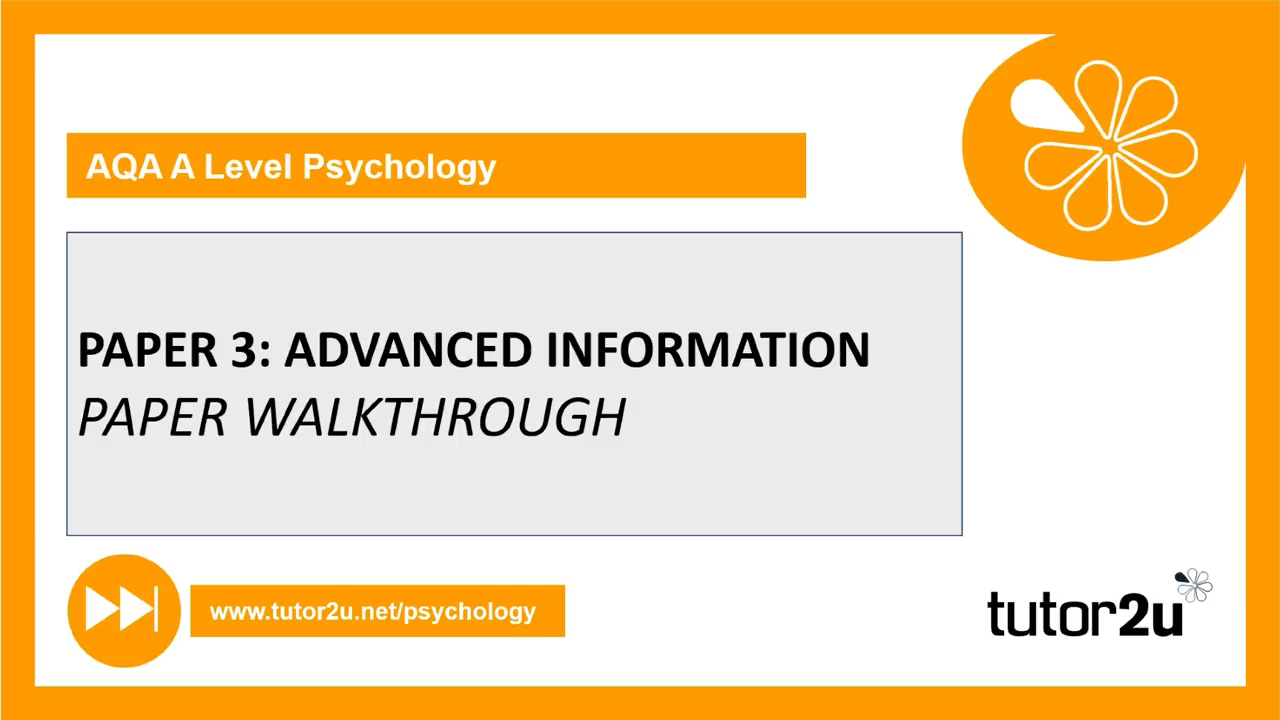 AQA A Level Psychology
PAPER 3: ADVANCED INFORMATION
PAPER WALKTHROUGH
www.tutor2u.net/psychology
tutor2u